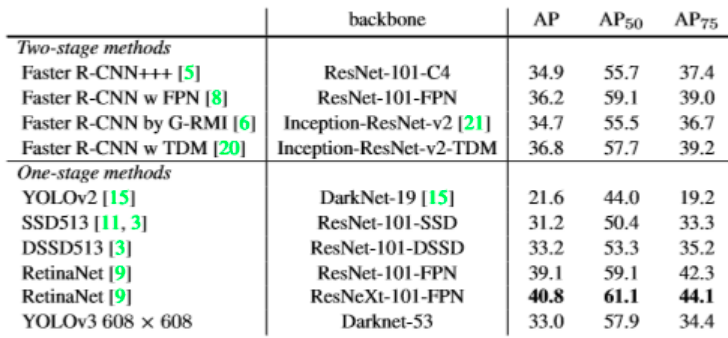 backbone AP AP50 AP75
Two-stage methods
Faster R-CNN+++ [5] ResNet-101-C4 34.9 55.7 37.4
Faster R-CNN w FPN [8] ResNet-101-FPN 36.2 59.1 39.0
Faster R-CNN by G-RMI [6] Inception-ResNet-v2 [21] 34.7 55.5 36.7
Faster R-CNN w TDM [20] Inception-ResNet-v2-TDM 36.8 57.7 39.2
One-stage methods
YOLOv2 [15] DarkNet-19 [15] 21.6 44.0 19.2
SSD513 [11, 3] ResNet-101-SSD 31.2 50.4 33.3
DSSD513 [3] ResNet-101-DSSD 33.2 53.3 35.2
RetinaNet [9] ResNet-101-FPN 39.1 59.1 42.3
RetinaNet [9] ResNeXt-101-FPN 40.8 61.1 44.1
YOLOv3 608 × 608 Darknet-53 33.0 57.9 34.4